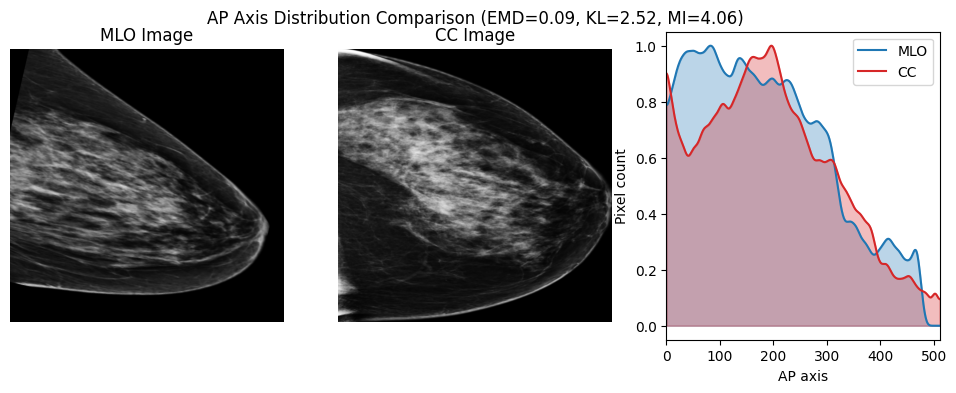 AP Axis Distribution Comparison (EMD=0.09, KL=2.52, MI=4.06)
MLO Image
CC Image
MLO
CC
Pixel count
1.0
0.8
0.6
0.4
0.2
0.0
0 100 200 300 400 500
AP axis